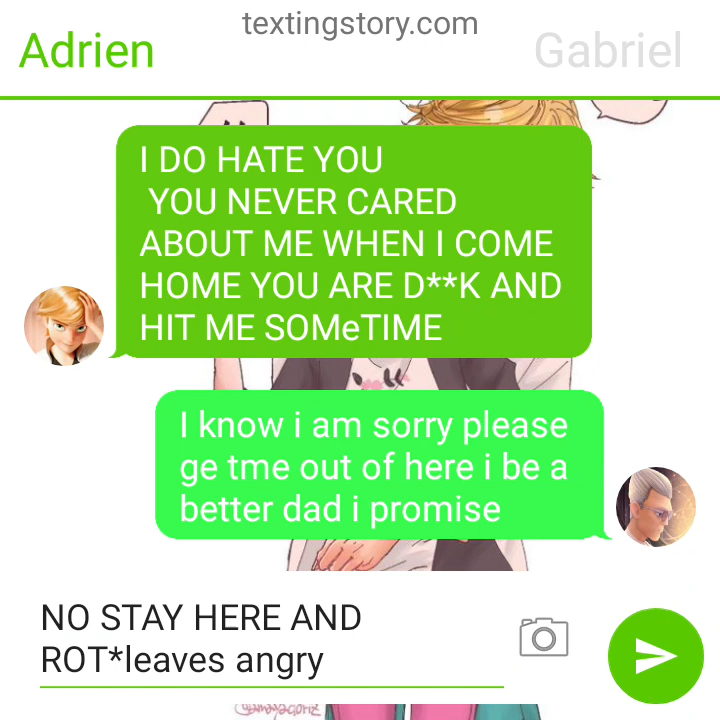 textingstory.com
Adrien
Gabriel
I DO HATE YOU
YOU NEVER CARED
ABOUT ME WHEN I COME
HOME YOU ARE D**K AND
HIT ME SOMeTIME
I know i am sorry please
ge tme out of here i be a
better dad i promise
NO STAY HERE AND
ROT*leaves angry